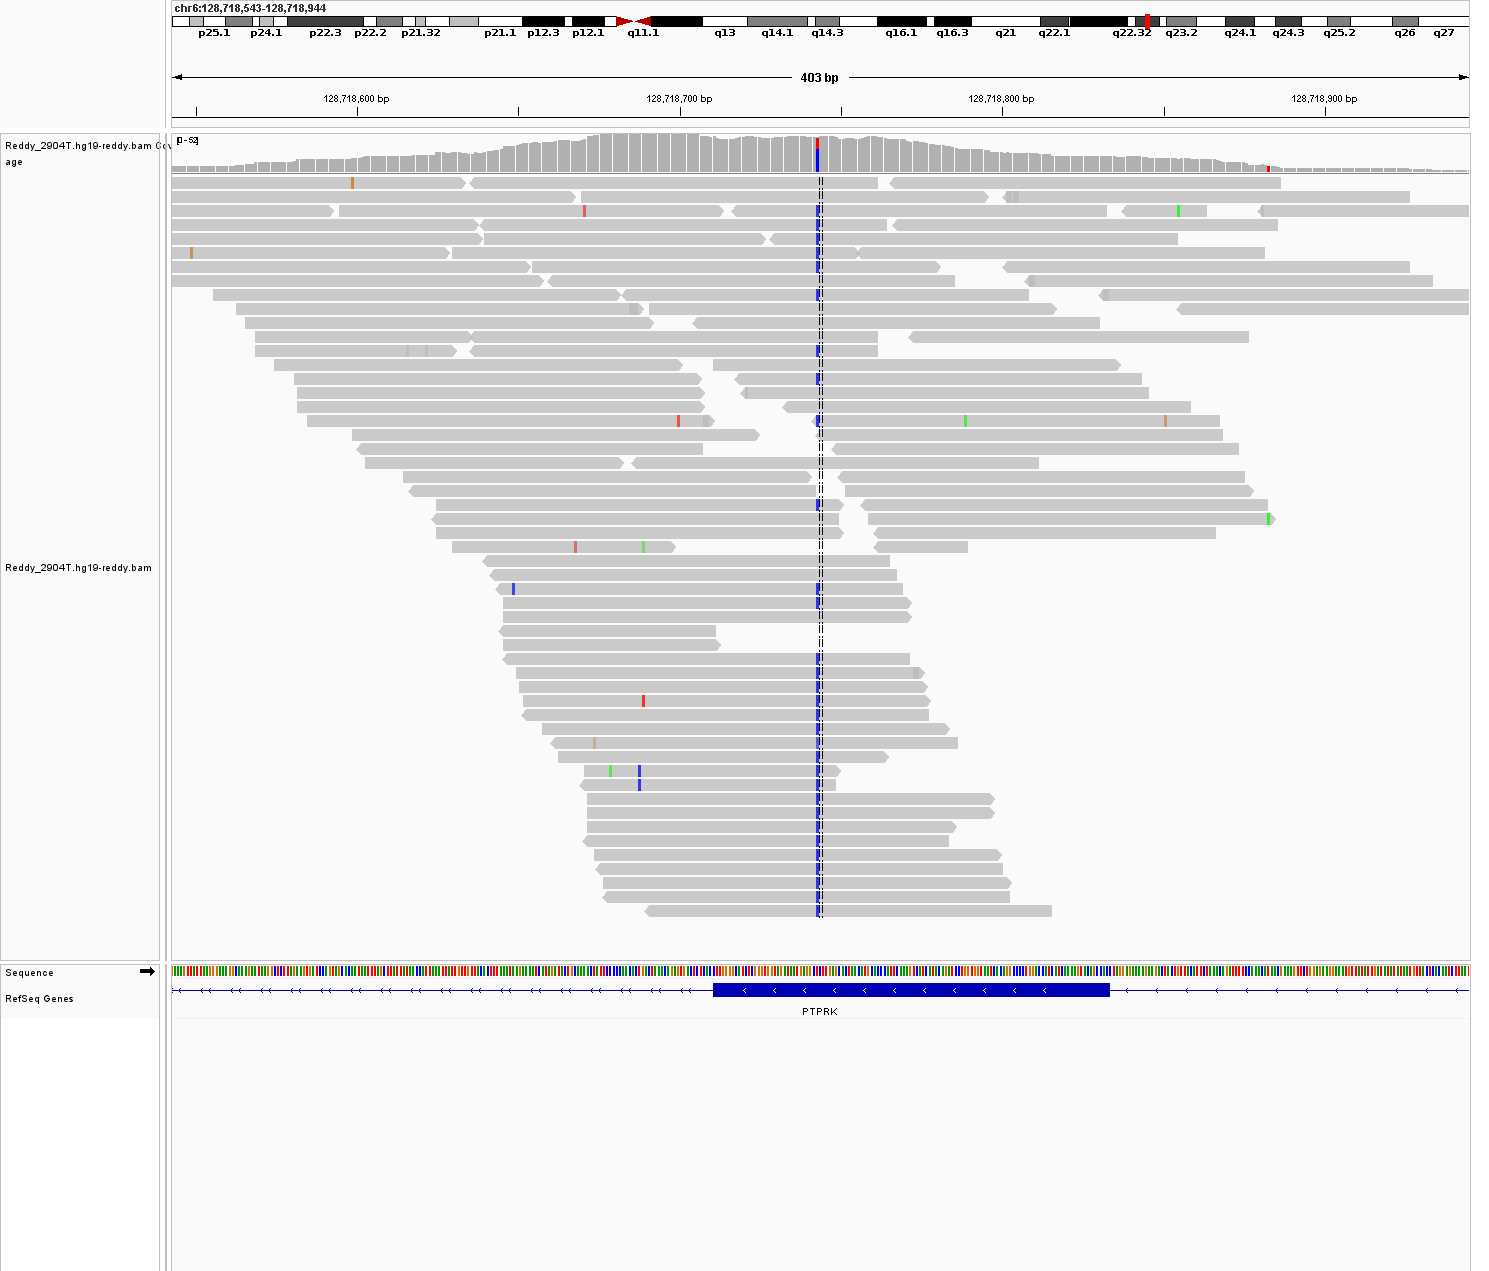 chr6:128,718,543-128,718,944
p25.1 p24.1 p22.3 p22.2 p21.32 p21.1 p12.3 p12.1 q11.1 q13 q14.1 q14.3 q16.1 q16.3 q21 q22.1 q22.32 q23.2 q24.1 q24.3 q25.2 q26 q27
403 bp
128,718,600 bp 128,718,700 bp 128,718,800 bp 128,718,900 bp
Reddy_2904T.hg19-reddy.bam Cov
age
[0-52]
Reddy_2904T.hg19-reddy.bam
Sequence
RefSeq Genes
PTPRK